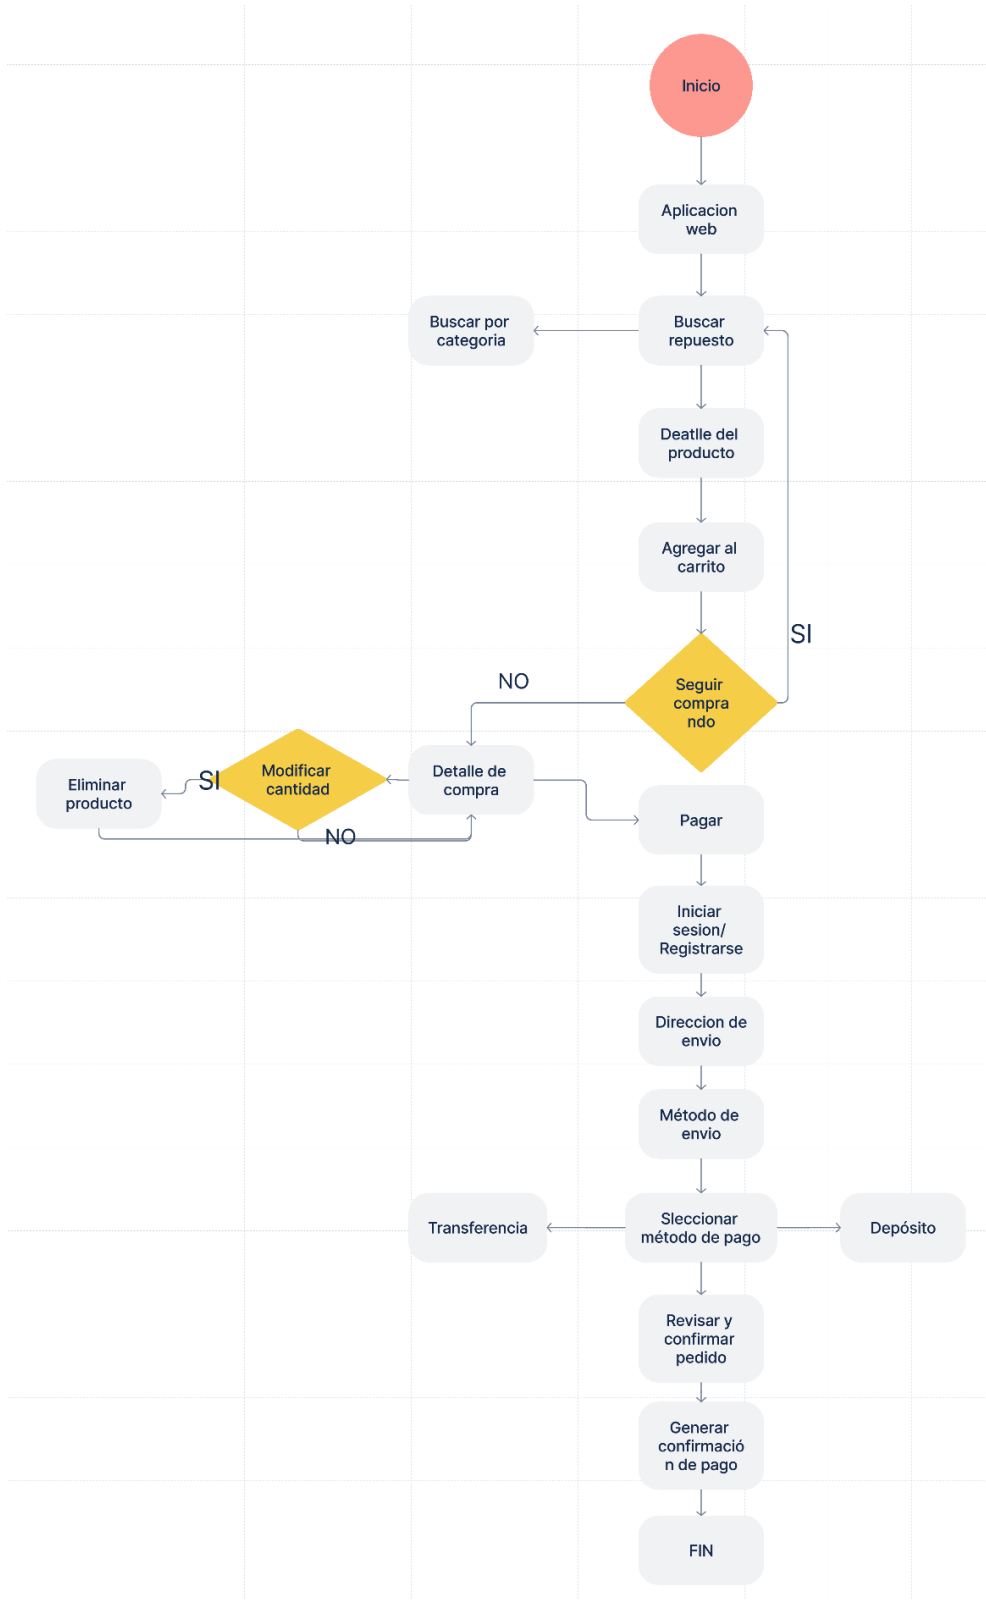 Inicio
Aplicacion
web
Buscar por
categoria
Buscar
repuesto
Deatlle del
producto
Agregar al
carrito
SI
Seguir
compra
ndo
NO
Eliminar
producto
SI
Modificar
cantidad
NO
Detalle de
compra
Pagar
Iniciar
sesion/
Registrarse
Direccion de
envio
Método de
envio
Transferencia
Sleccionar
método de pago
Depósito
Revisar y
confirmar
pedido
Generar
confirmació
n de pago
FIN